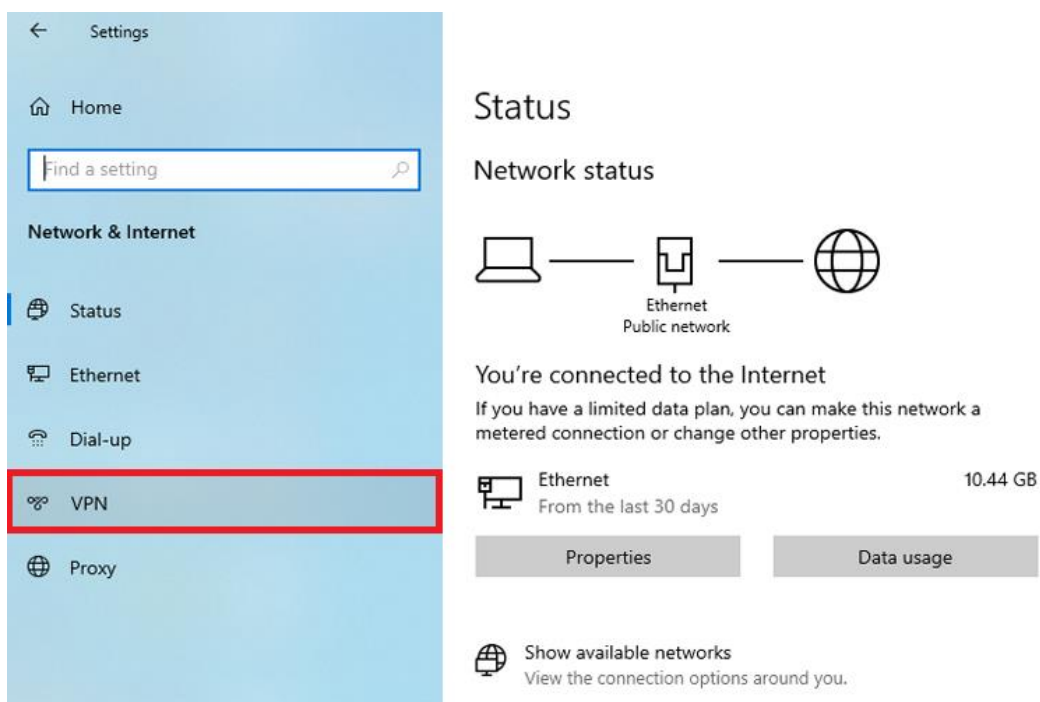 Settings
Home
Find a setting
Network & Internet
Status
Ethernet
Dial-up
VPN
Proxy
Status
Network status
Ethernet
Public network
You're connected to the Internet
If you have a limited data plan, you can make this network a
metered connection or change other properties.
Ethernet
10.44 GB
From the last 30 days
Properties
Data usage
Show available networks
View the connection options around you.